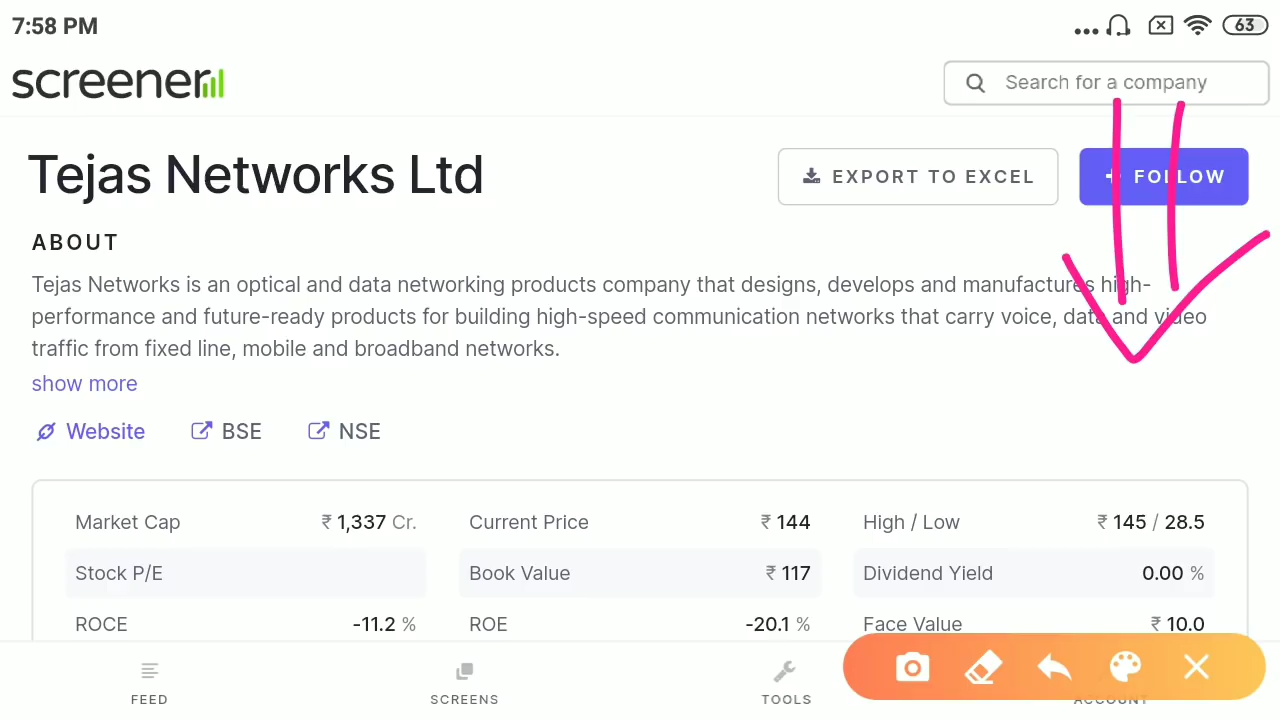 7:58 PM
63
screener
Search for a company
Tejas Networks Ltd
EXPORT TO EXCEL
+ FOLLOW
ABOUT
Tejas Networks is an optical and data networking products company that designs, develops and manufactures high-
performance and future-ready products for building high-speed communication networks that carry voice, data and video
traffic from fixed line, mobile and broadband networks.
show more
Website BSE NSE
Market Cap ₹ 1,337 Cr. Current Price ₹ 144 High / Low ₹ 145 / 28.5
Stock P/E Book Value ₹ 117 Dividend Yield 0.00 %
ROCE -11.2 % ROE -20.1 % Face Value ₹ 10.0
FEED SCREENS TOOLS ACCOUNT